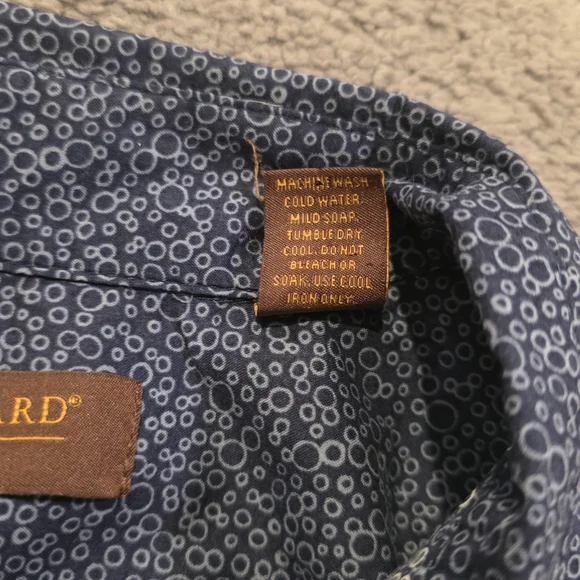 MACHINE WASH
COLD WATER.
MILD SOAP.
TUMBLE DRY
COOL. DO NOT
BLEACH OR
SOAK. USE COOL
IRON ONLY.
ARD®